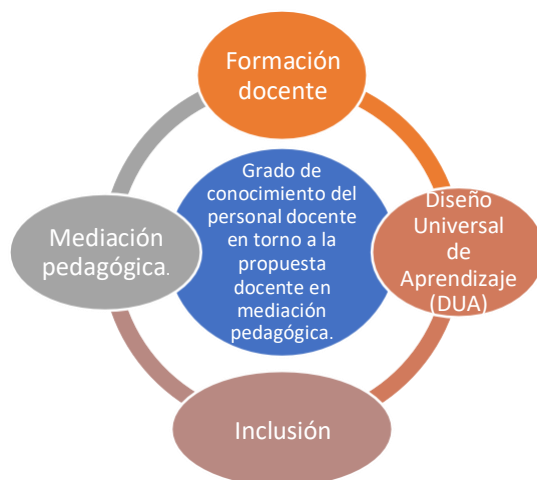 Formación
docente
Grado de
conocimiento del
personal docente
en torno a la
propuesta
docente en
mediación
pedagógica.
Diseño
Universal
de
Aprendizaje
(DUA)
Mediación
pedagógica.
Inclusión